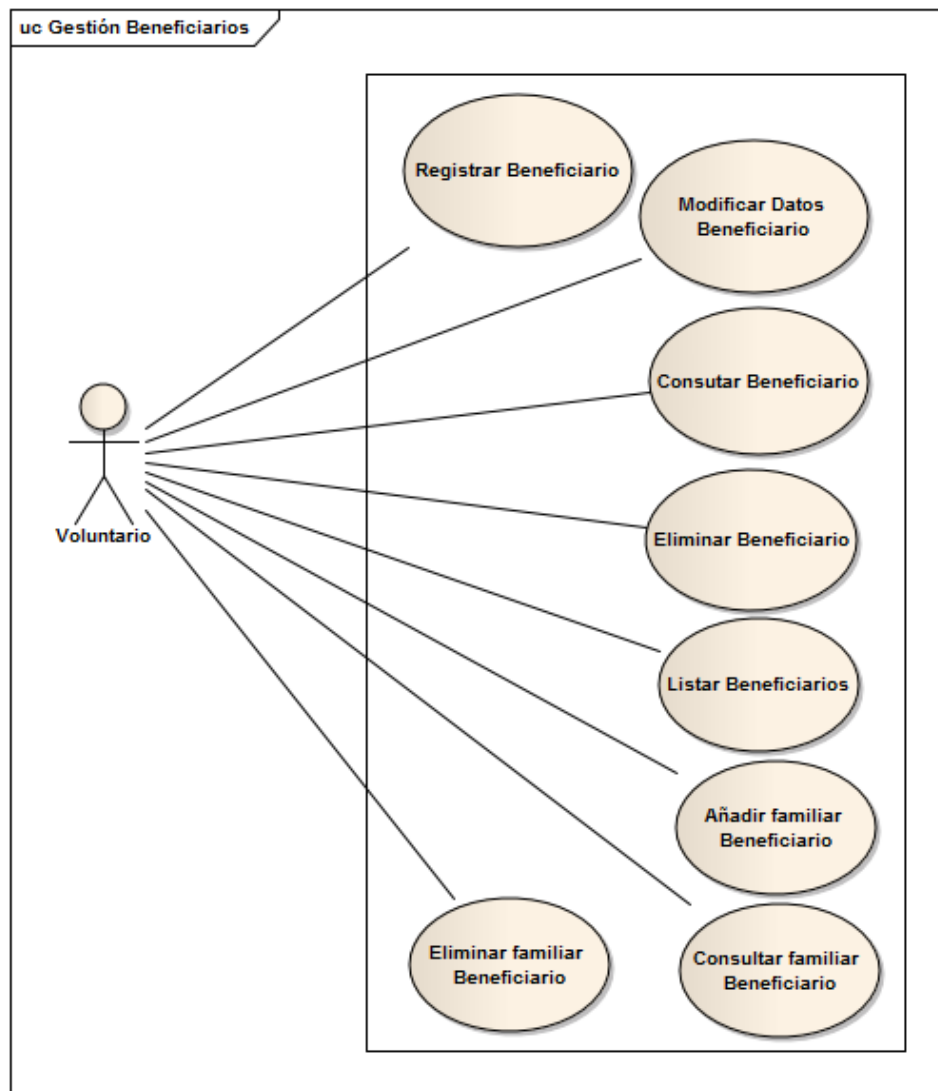 uc Gestión Beneficiarios
Registrar Beneficiario
Modificar Datos
Beneficiario
Consutar Beneficiario
Voluntario
Eliminar Beneficiario
Listar Beneficiarios
Añadir familiar
Beneficiario
Eliminar familiar
Beneficiario
Consultar familiar
Beneficiario